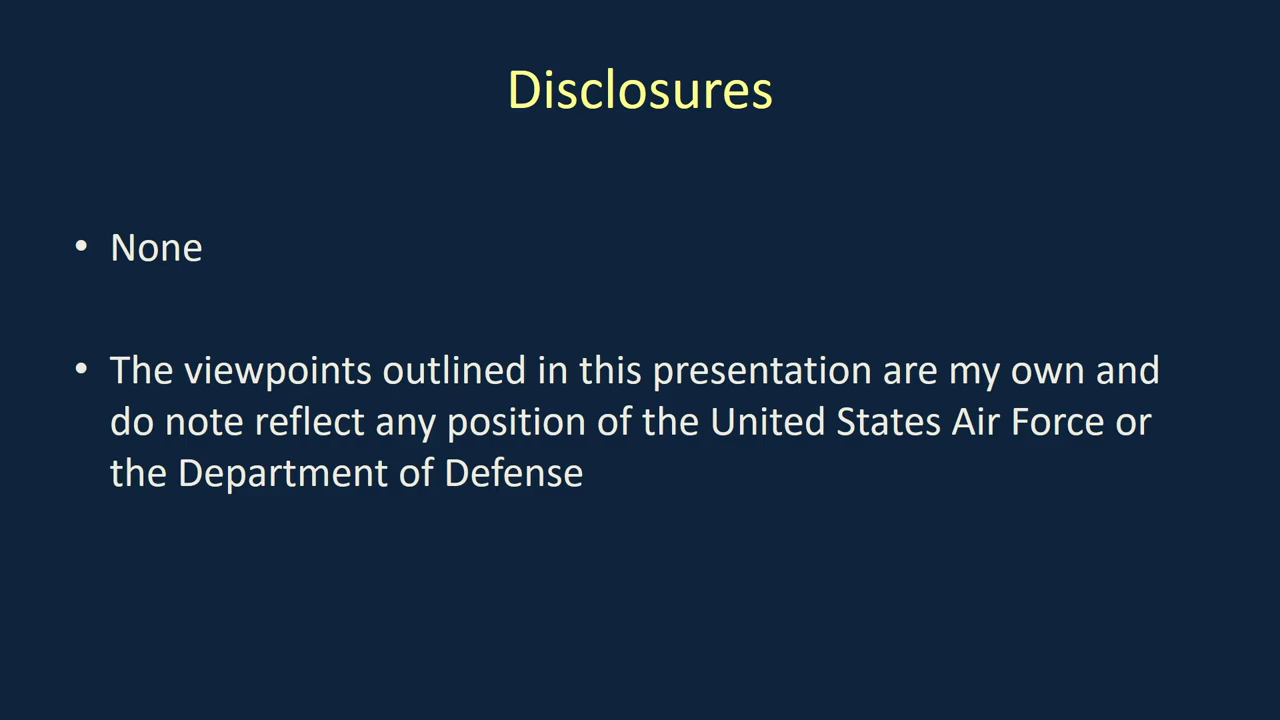 Disclosures
• None
• The viewpoints outlined in this presentation are my own and
do note reflect any position of the United States Air Force or
the Department of Defense